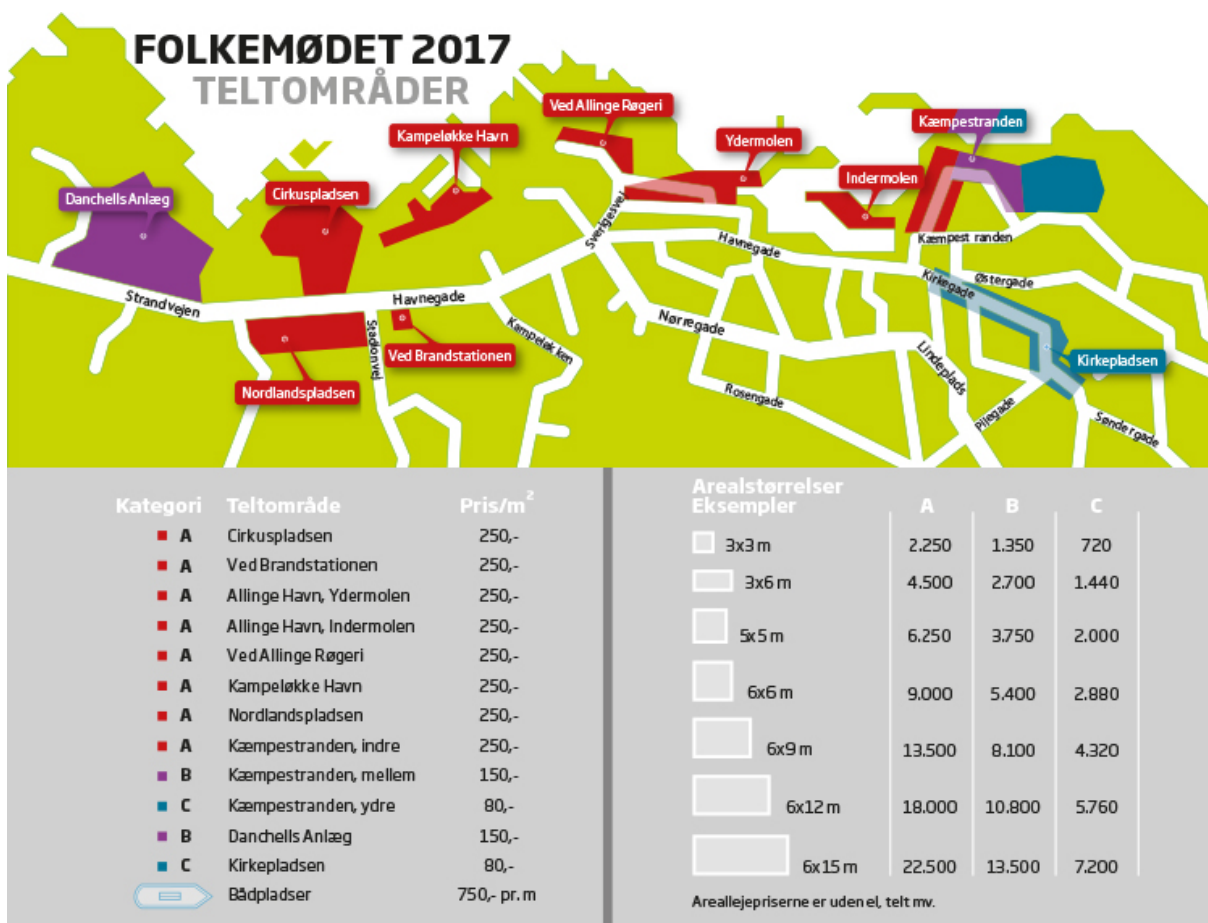 FOLKEMØDET 2017
TELTOMRÅDER
Ved Allinge Røgeri
Kæmpestranden
Kampeløkke Havn
Ydermolen
Indermolen
Danchells Anlæg
Cirkuspladsen
Sverigesvej
Havnegade
Kæmpest randen
Kirkegade
Østergade
Strandvejen
Havnegade
Stadionvej
Kampeløkken
Nørregade
Lindeplads
Ved Brandstationen
Kirkepladsen
Nordlandspladsen
Rosengade
Pilegade
Søndergade
Kategori Teltområde Pris/m²
A Cirkuspladsen 250,-
A Ved Brandstationen 250,-
A Allinge Havn, Ydermolen 250,-
A Allinge Havn, Indermolen 250,-
A Ved Allinge Røgeri 250,-
A Kampeløkke Havn 250,-
A Nordlandspladsen 250,-
A Kæmpestranden, indre 250,-
B Kæmpestranden, mellem 150,-
C Kæmpestranden, ydre 80,-
B Danchells Anlæg 150,-
C Kirkepladsen 80,-
Bådpladser 750,- pr. m
Arealstørrelser
Eksempler A B C
3x3 m 2.250 1.350 720
3x6 m 4.500 2.700 1.440
5x5 m 6.250 3.750 2.000
6x6 m 9.000 5.400 2.880
6x9 m 13.500 8.100 4.320
6x12 m 18.000 10.800 5.760
6x15 m 22.500 13.500 7.200
Areallejepriserne er uden el, telt mv.